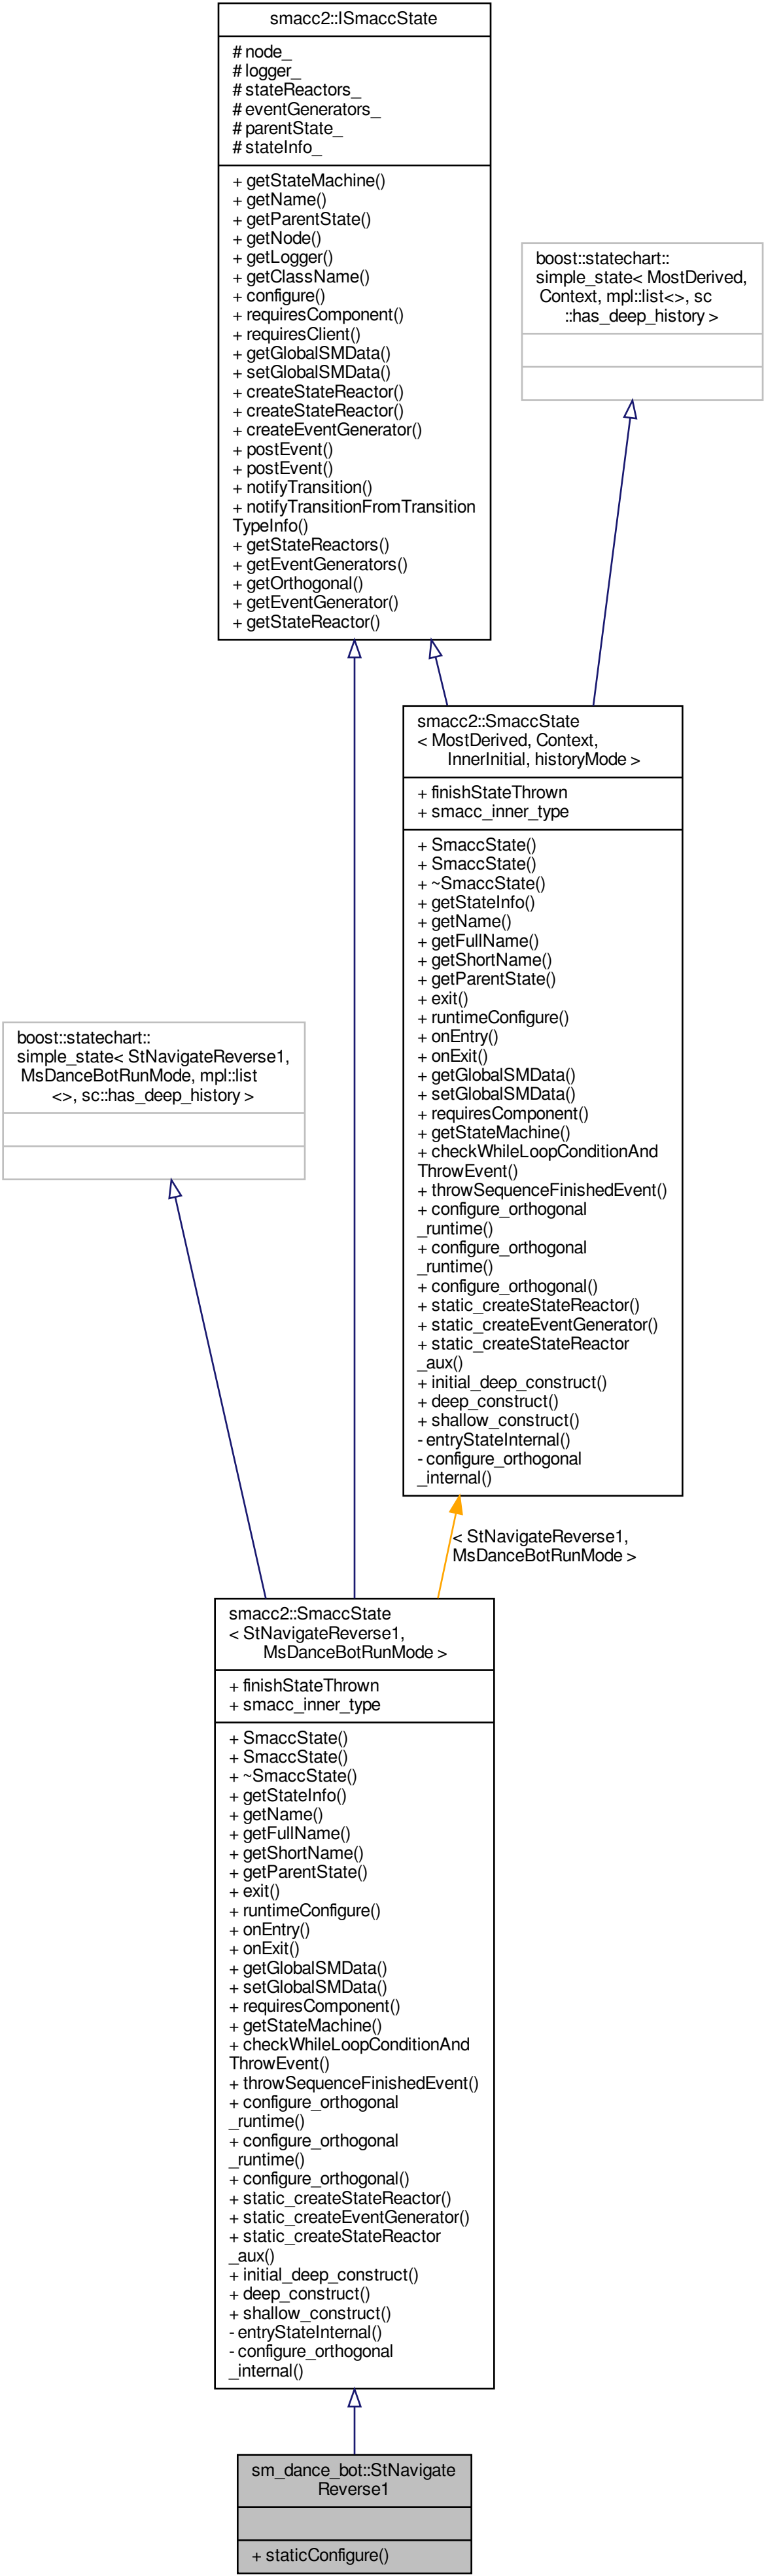 smacc2::ISmaccState
# node_
# logger_
# stateReactors_
# eventGenerators_
# parentState_
# stateInfo_
+ getStateMachine()
+ getName()
+ getParentState()
+ getNode()
+ getLogger()
+ getClassName()
+ configure()
+ requiresComponent()
+ requiresClient()
+ getGlobalSMData()
+ setGlobalSMData()
+ createStateReactor()
+ createStateReactor()
+ createEventGenerator()
+ postEvent()
+ postEvent()
+ notifyTransition()
+ notifyTransitionFromTransition
TypeInfo()
+ getStateReactors()
+ getEventGenerators()
+ getOrthogonal()
+ getEventGenerator()
+ getStateReactor()
boost::statechart::
simple_state< MostDerived,
Context, mpl::list<>, sc
::has_deep_history >
smacc2::SmaccState
< MostDerived, Context,
InnerInitial, historyMode >
+ finishStateThrown
+ smacc_inner_type
+ SmaccState()
+ SmaccState()
+ ~SmaccState()
+ getStateInfo()
+ getName()
+ getFullName()
+ getShortName()
+ getParentState()
+ exit()
+ runtimeConfigure()
+ onEntry()
+ onExit()
+ getGlobalSMData()
+ setGlobalSMData()
+ requiresComponent()
+ getStateMachine()
+ checkWhileLoopConditionAnd
ThrowEvent()
+ throwSequenceFinishedEvent()
+ configure_orthogonal
_runtime()
+ configure_orthogonal
_runtime()
+ configure_orthogonal()
+ static_createStateReactor()
+ static_createEventGenerator()
+ static_createStateReactor
_aux()
+ initial_deep_construct()
+ deep_construct()
+ shallow_construct()
- entryStateInternal()
- configure_orthogonal
_internal()
boost::statechart::
simple_state< StNavigateReverse1,
MsDanceBotRunMode, mpl::list
<>, sc::has_deep_history >
< StNavigateReverse1,
MsDanceBotRunMode >
smacc2::SmaccState
< StNavigateReverse1,
MsDanceBotRunMode >
+ finishStateThrown
+ smacc_inner_type
+ SmaccState()
+ SmaccState()
+ ~SmaccState()
+ getStateInfo()
+ getName()
+ getFullName()
+ getShortName()
+ getParentState()
+ exit()
+ runtimeConfigure()
+ onEntry()
+ onExit()
+ getGlobalSMData()
+ setGlobalSMData()
+ requiresComponent()
+ getStateMachine()
+ checkWhileLoopConditionAnd
ThrowEvent()
+ throwSequenceFinishedEvent()
+ configure_orthogonal
_runtime()
+ configure_orthogonal
_runtime()
+ configure_orthogonal()
+ static_createStateReactor()
+ static_createEventGenerator()
+ static_createStateReactor
_aux()
+ initial_deep_construct()
+ deep_construct()
+ shallow_construct()
- entryStateInternal()
- configure_orthogonal
_internal()
sm_dance_bot::StNavigate
Reverse1
+ staticConfigure()